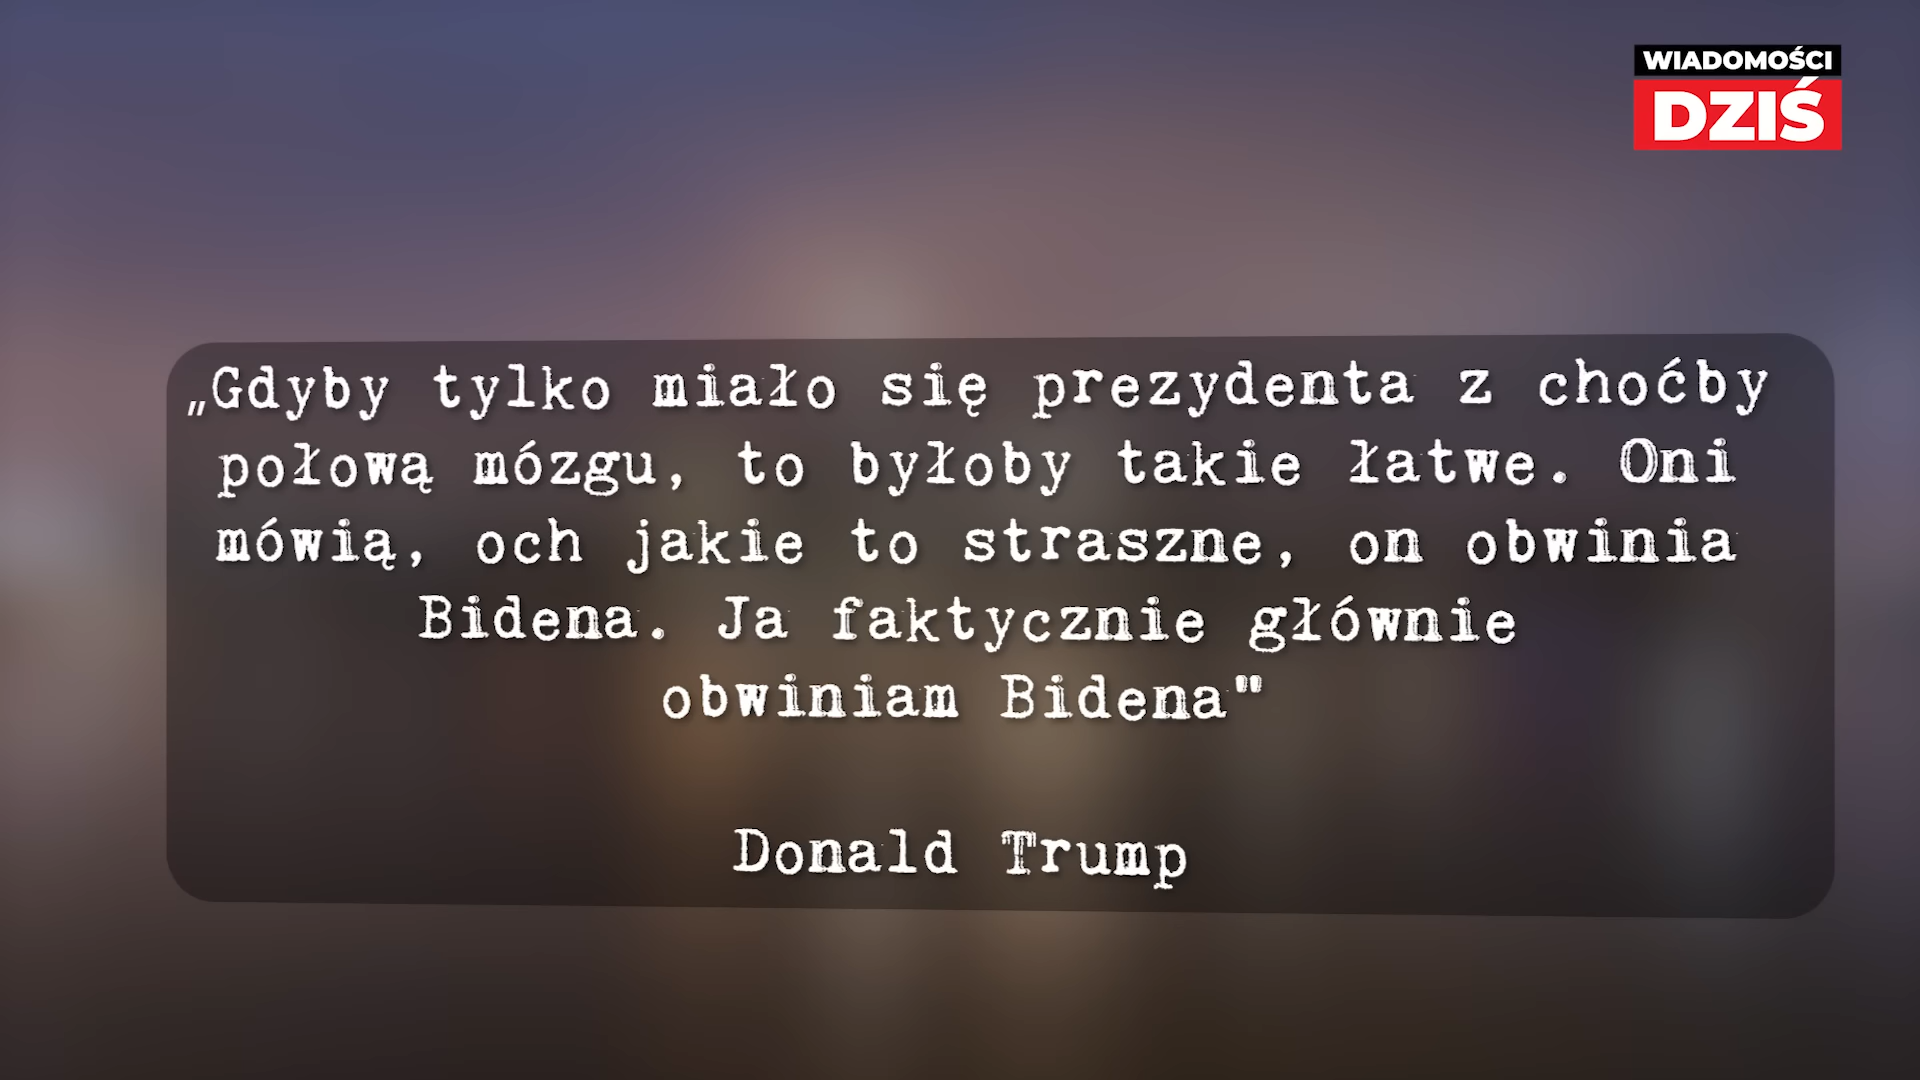 WIADOMOŚCI
DZIŚ
„Gdyby tylko miało się prezydenta z choćby
połową mózgu, to byłoby takie łatwe. Oni
mówią, och jakie to straszne, on obwinia
Bidena. Ja faktycznie głównie
obwiniam Bidena"
Donald Trump